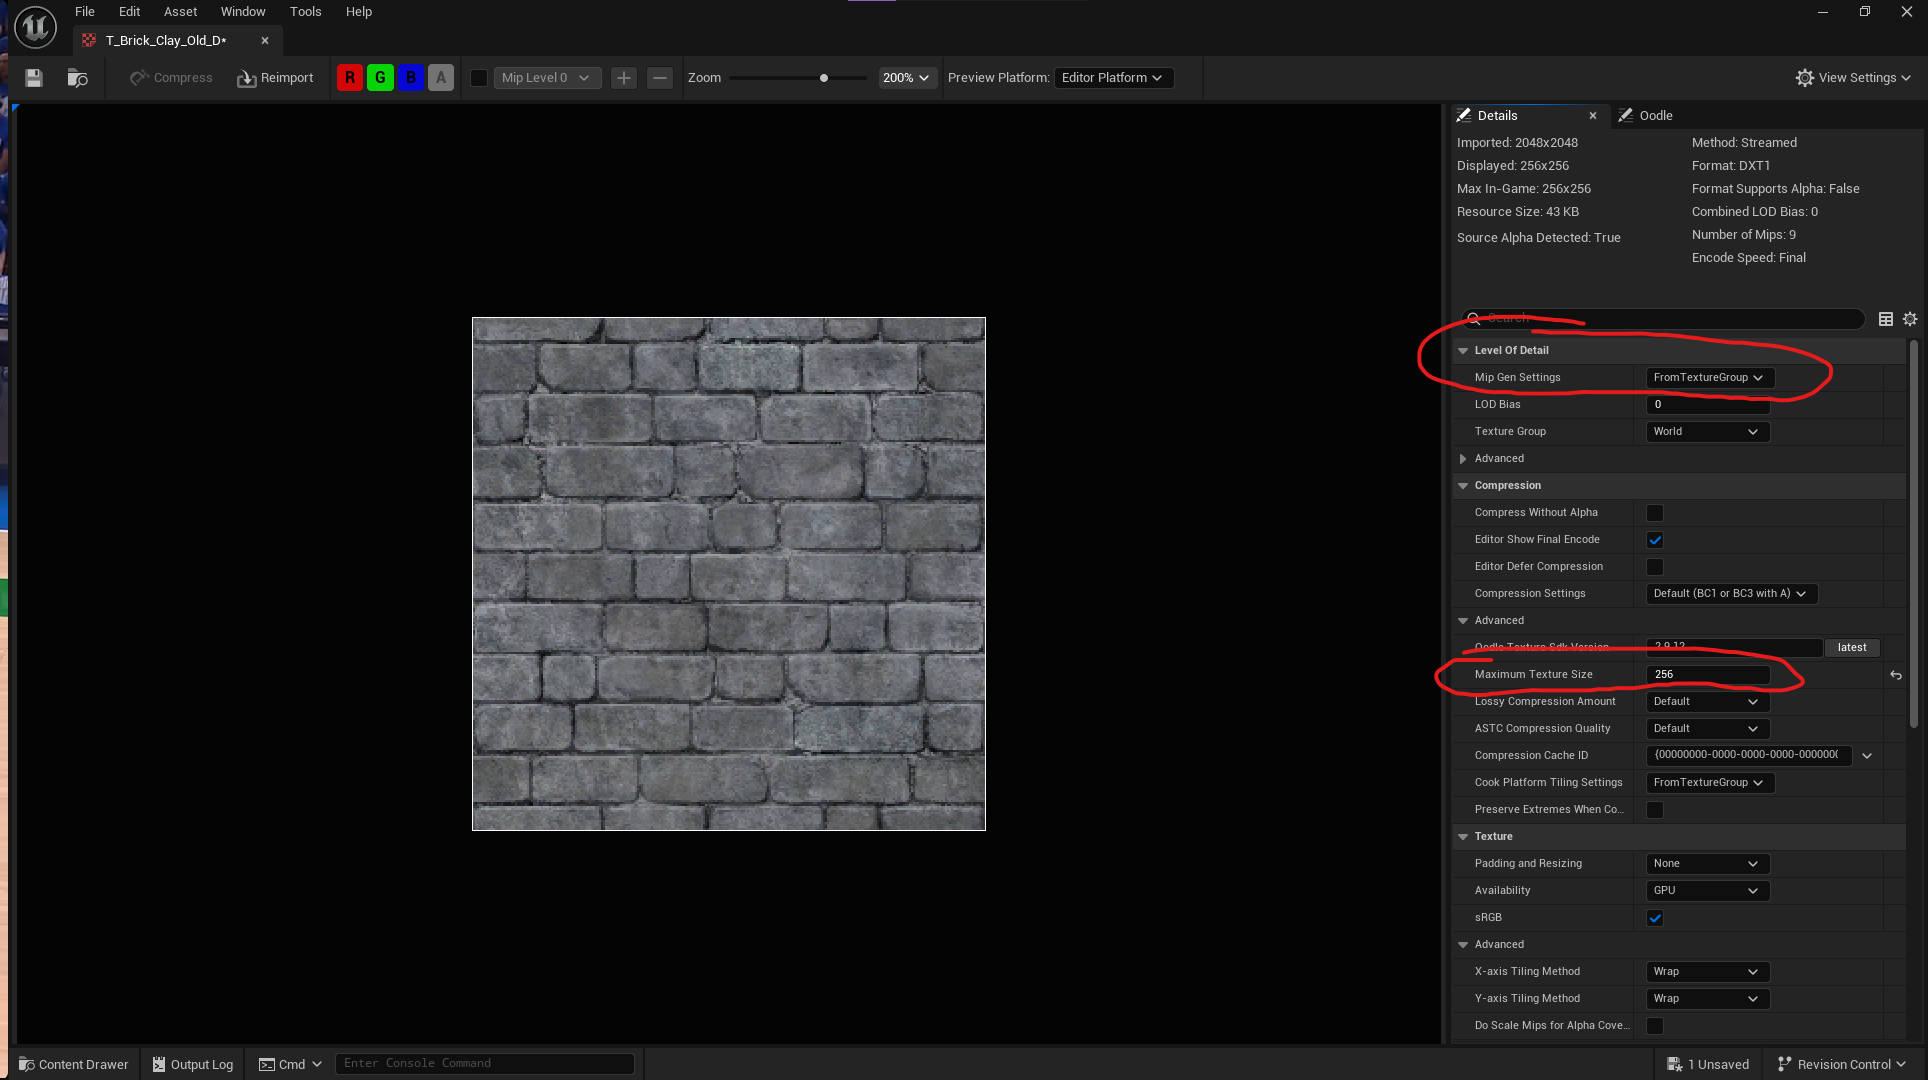 File Edit Asset Window Tools Help
T_Brick_Clay_Old_D*
Compress Reimport R G B A Mip Level 0 Zoom 200% Preview Platform: Editor Platform View Settings
Details Oodle
Imported: 2048x2048 Method: Streamed
Displayed: 256x256 Format: DXT1
Max In-Game: 256x256 Format Supports Alpha: False
Resource Size: 43 KB Combined LOD Bias: 0
Source Alpha Detected: True Number of Mips: 9
Encode Speed: Final
Search
Level Of Detail
Mip Gen Settings FromTextureGroup
LOD Bias 0
Texture Group World
Advanced
Compression
Compress Without Alpha
Editor Show Final Encode
Editor Defer Compression
Compression Settings Default (BC1 or BC3 with A)
Advanced
Oodle Texture Sdk Version 2.9.12 latest
Maximum Texture Size 256
Lossy Compression Amount Default
ASTC Compression Quality Default
Compression Cache ID {00000000-0000-0000-0000-0000000
Cook Platform Tiling Settings FromTextureGroup
Preserve Extremes When Co...
Texture
Padding and Resizing None
Availability GPU
sRGB
Advanced
X-axis Tiling Method Wrap
Y-axis Tiling Method Wrap
Do Scale Mips for Alpha Cove...
Content Drawer Output Log Cmd Enter Console Command 1 Unsaved Revision Control